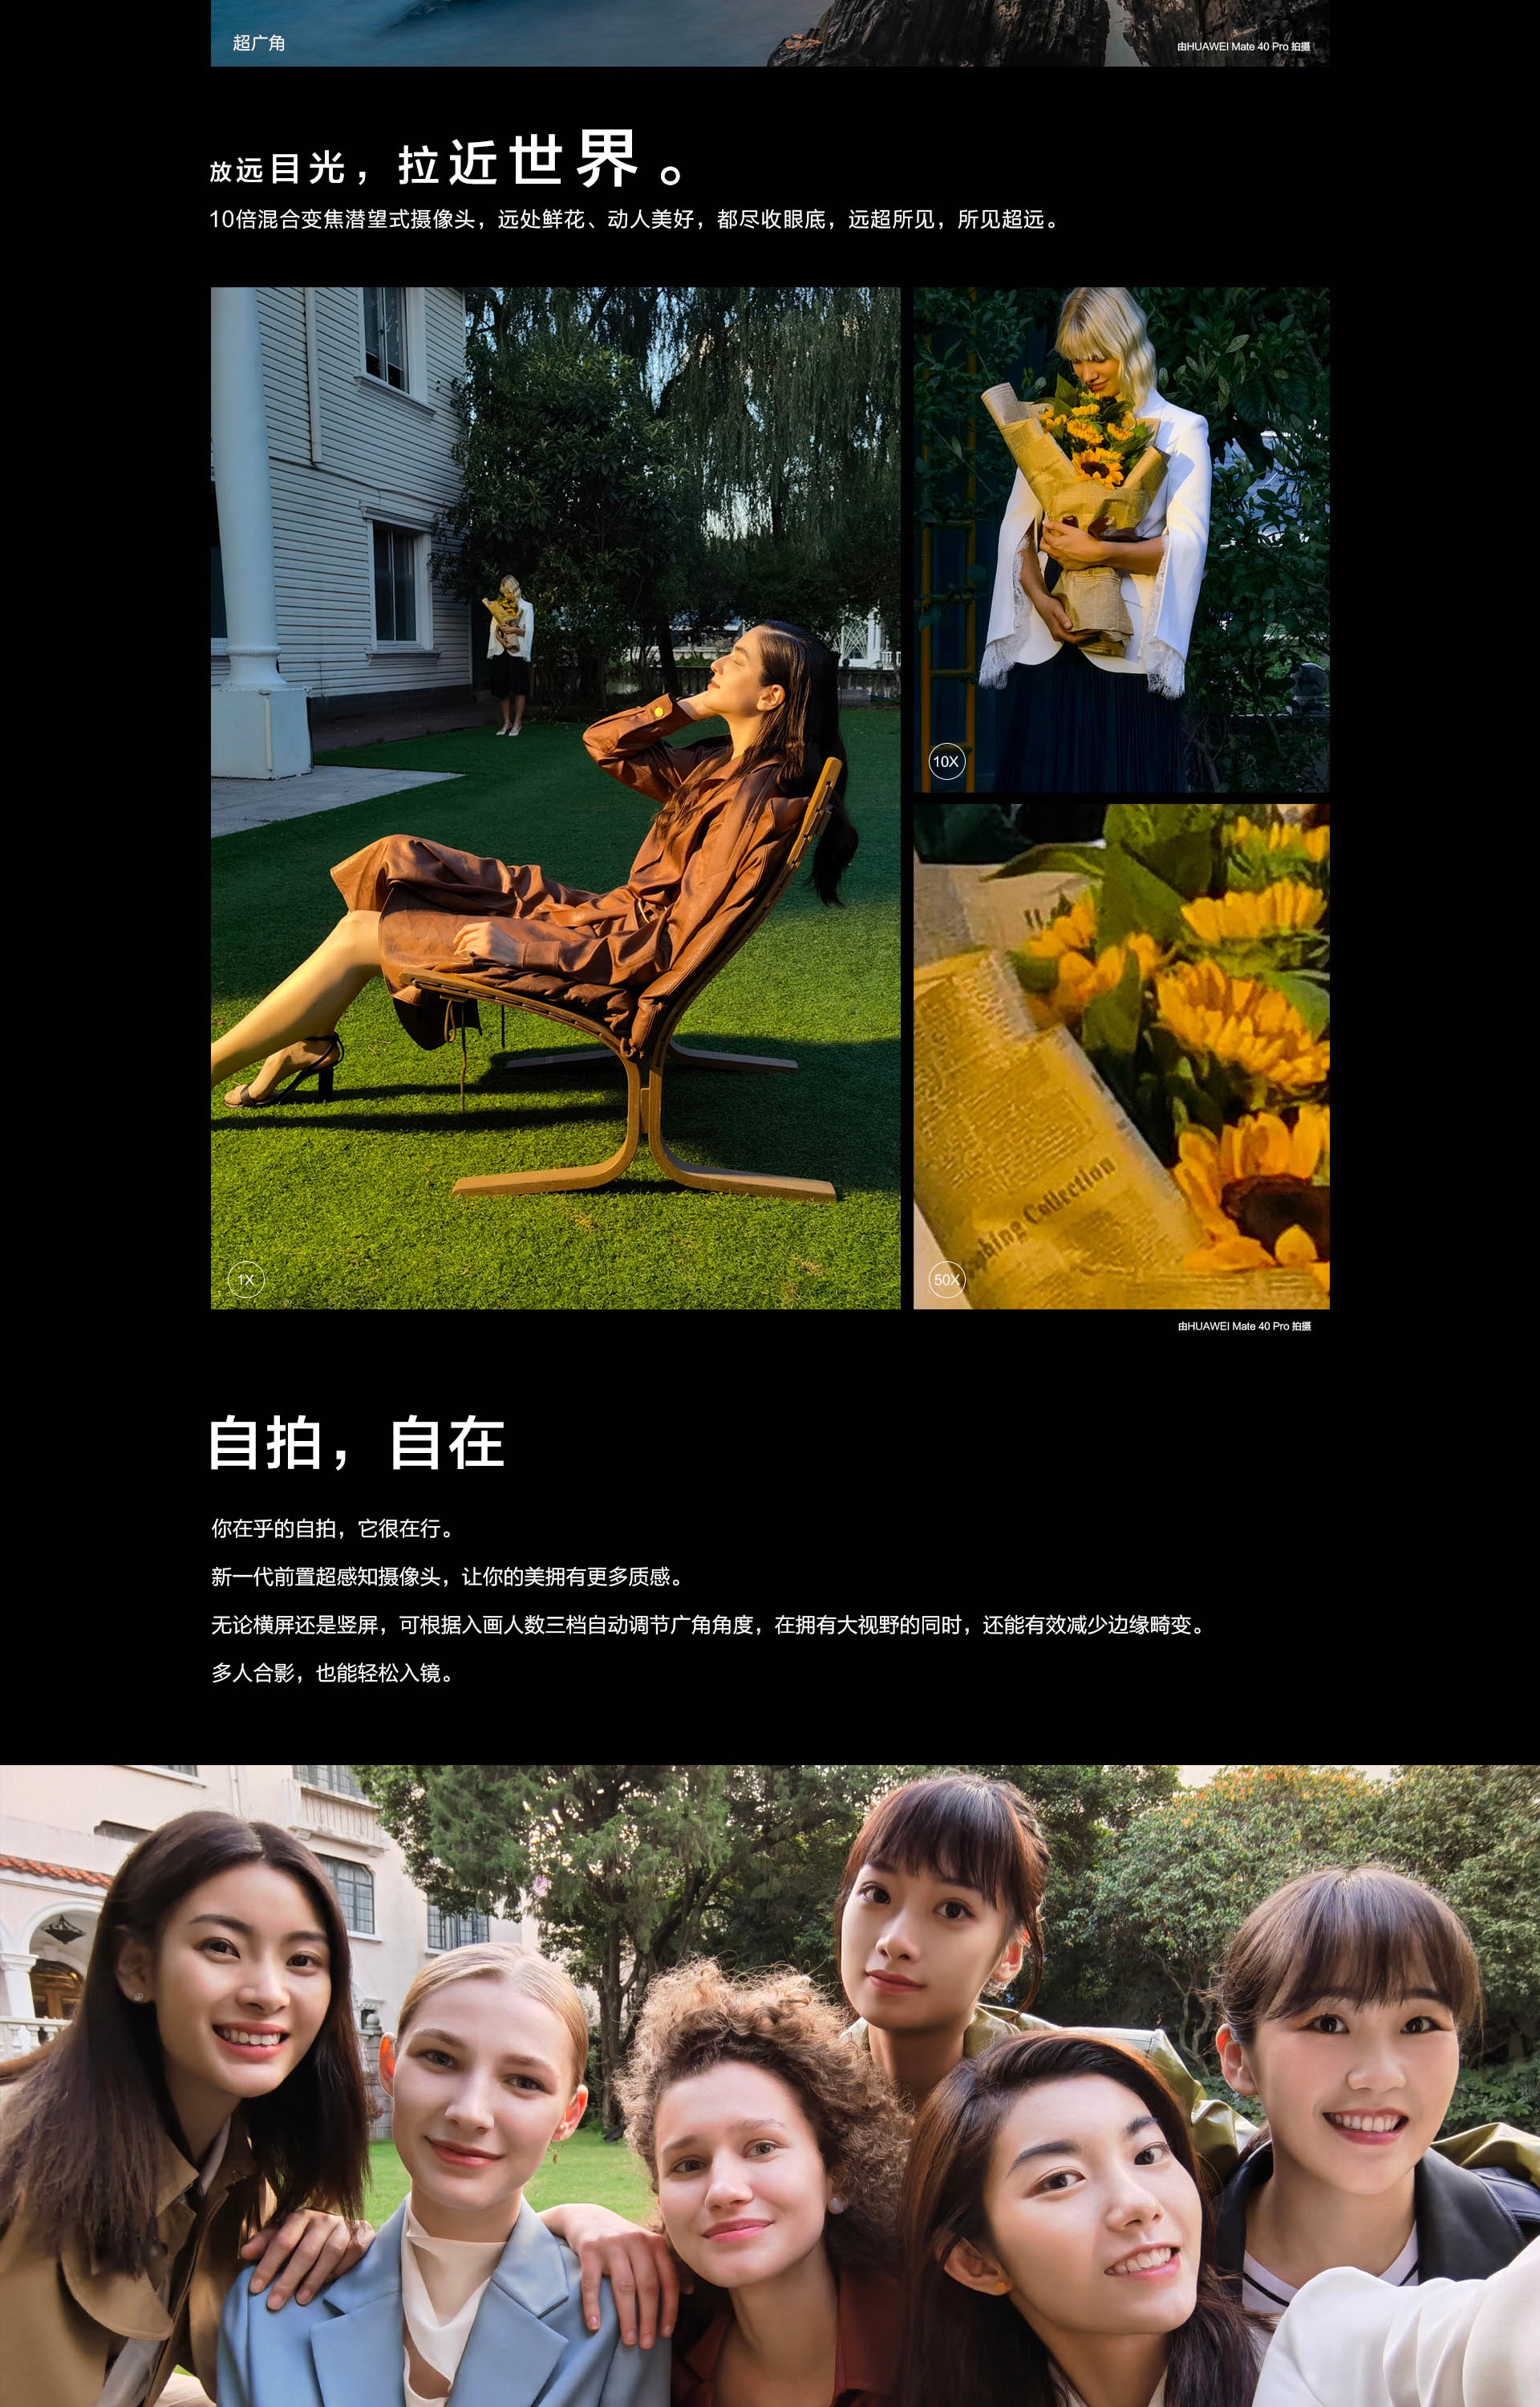 超广角
由HUAWEI Mate 40 Pro 拍摄
放远目光，拉近世界。
10倍混合变焦潜望式摄像头，远处鲜花、动人美好，都尽收眼底，远超所见，所见超远。
10X
1X
bing Collection
50X
由HUAWEI Mate 40 Pro 拍摄
自拍，自在
你在乎的自拍，它很在行。
新一代前置超感知摄像头，让你的美拥有更多质感。
无论横屏还是竖屏，可根据入画人数三档自动调节广角角度，在拥有大视野的同时，还能有效减少边缘畸变。
多人合影，也能轻松入镜。